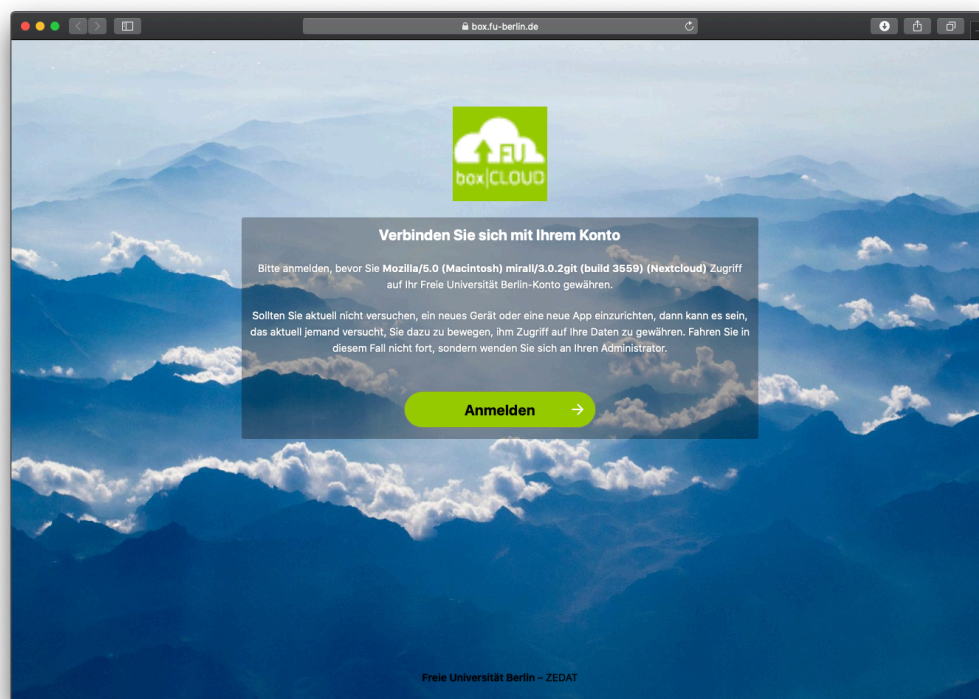 box.fu-berlin.de
FU
box|CLOUD
Verbinden Sie sich mit Ihrem Konto
Bitte anmelden, bevor Sie Mozilla/5.0 (Macintosh) mirall/3.0.2git (build 3559) (Nextcloud) Zugriff
auf Ihr Freie Universität Berlin-Konto gewähren.
Sollten Sie aktuell nicht versuchen, ein neues Gerät oder eine neue App einzurichten, dann kann es sein,
das aktuell jemand versucht, Sie dazu zu bewegen, ihm Zugriff auf Ihre Daten zu gewähren. Fahren Sie in
diesem Fall nicht fort, sondern wenden Sie sich an Ihren Administrator.
Anmelden
Freie Universität Berlin – ZEDAT